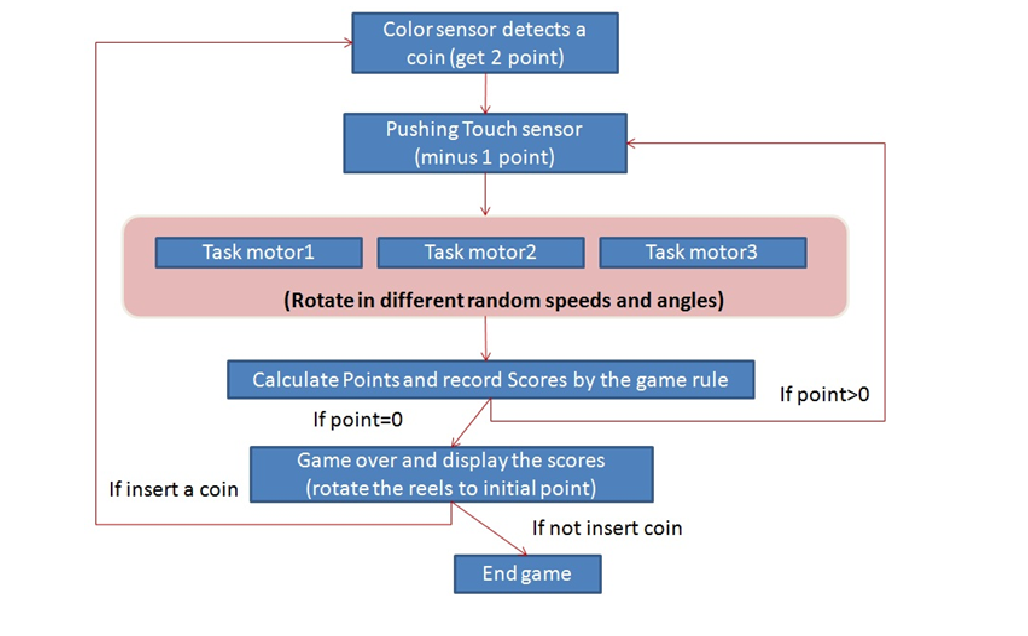 Color sensor detects a
coin (get 2 point)
Pushing Touch sensor
(minus 1 point)
Task motor1
Task motor2
Task motor3
(Rotate in different random speeds and angles)
Calculate Points and record Scores by the game rule
If point>0
If point=0
Game over and display the scores
(rotate the reels to initial point)
If insert a coin
If not insert coin
End game